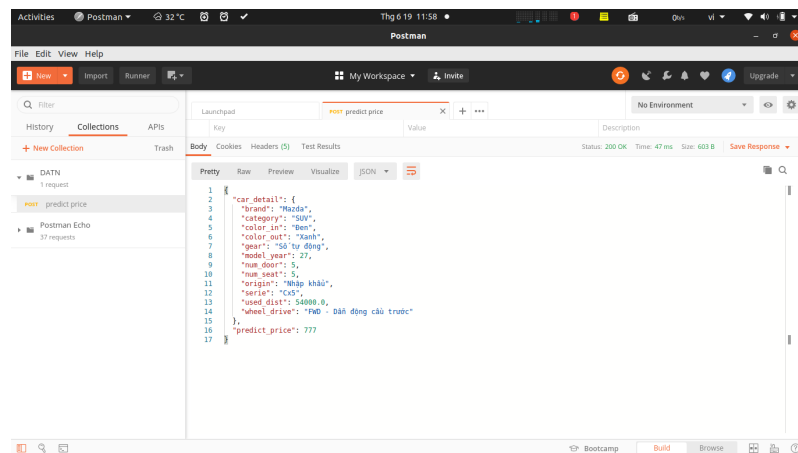 Activities Postman 32 °C Thg 6 19 11:58 vi
Postman
File Edit View Help
New Import Runner My Workspace Invite Upgrade
Filter
History Collections APIs
+ New Collection Trash
DATN
1 request
POST predict price
Postman Echo
37 requests
Launchpad POST predict price No Environment
Key Value Description
Body Cookies Headers (5) Test Results Status: 200 OK Time: 47 ms Size: 603 B Save Response
Pretty Raw Preview Visualize JSON
1 {
2 "car_detail": {
3 "brand": "Mazda",
4 "category": "SUV",
5 "color_in": "Đen",
6 "color_out": "Xanh",
7 "gear": "Số tự động",
8 "model_year": 27,
9 "num_door": 5,
10 "num_seat": 5,
11 "origin": "Nhập khẩu",
12 "serie": "Cx5",
13 "used_dist": 54000.0,
14 "wheel_drive": "FWD - Dẫn động cầu trước"
15 },
16 "predict_price": 777
17 }
Bootcamp Build Browse